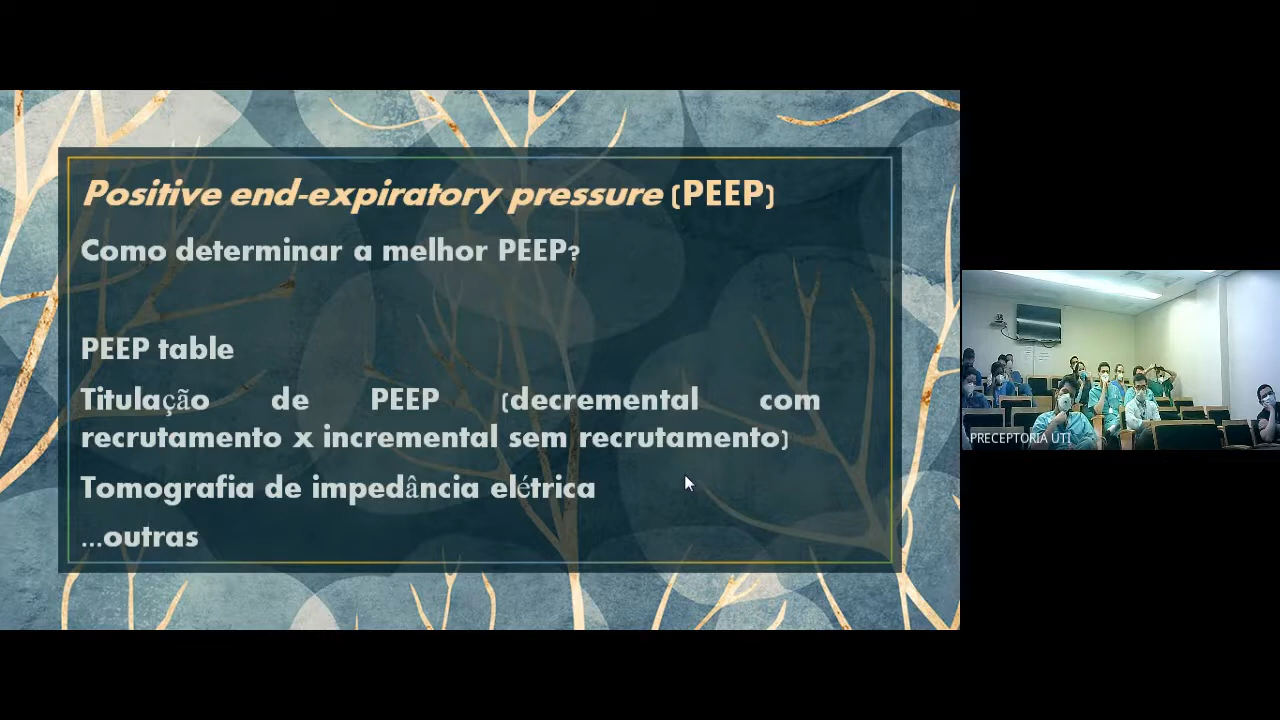 Positive end-expiratory pressure (PEEP)
Como determinar a melhor PEEP?
PEEP table
Titulação de PEEP (decremental com
recrutamento x incremental sem recrutamento)
Tomografia de impedância elétrica
...outras
PRECEPTORIA UTI